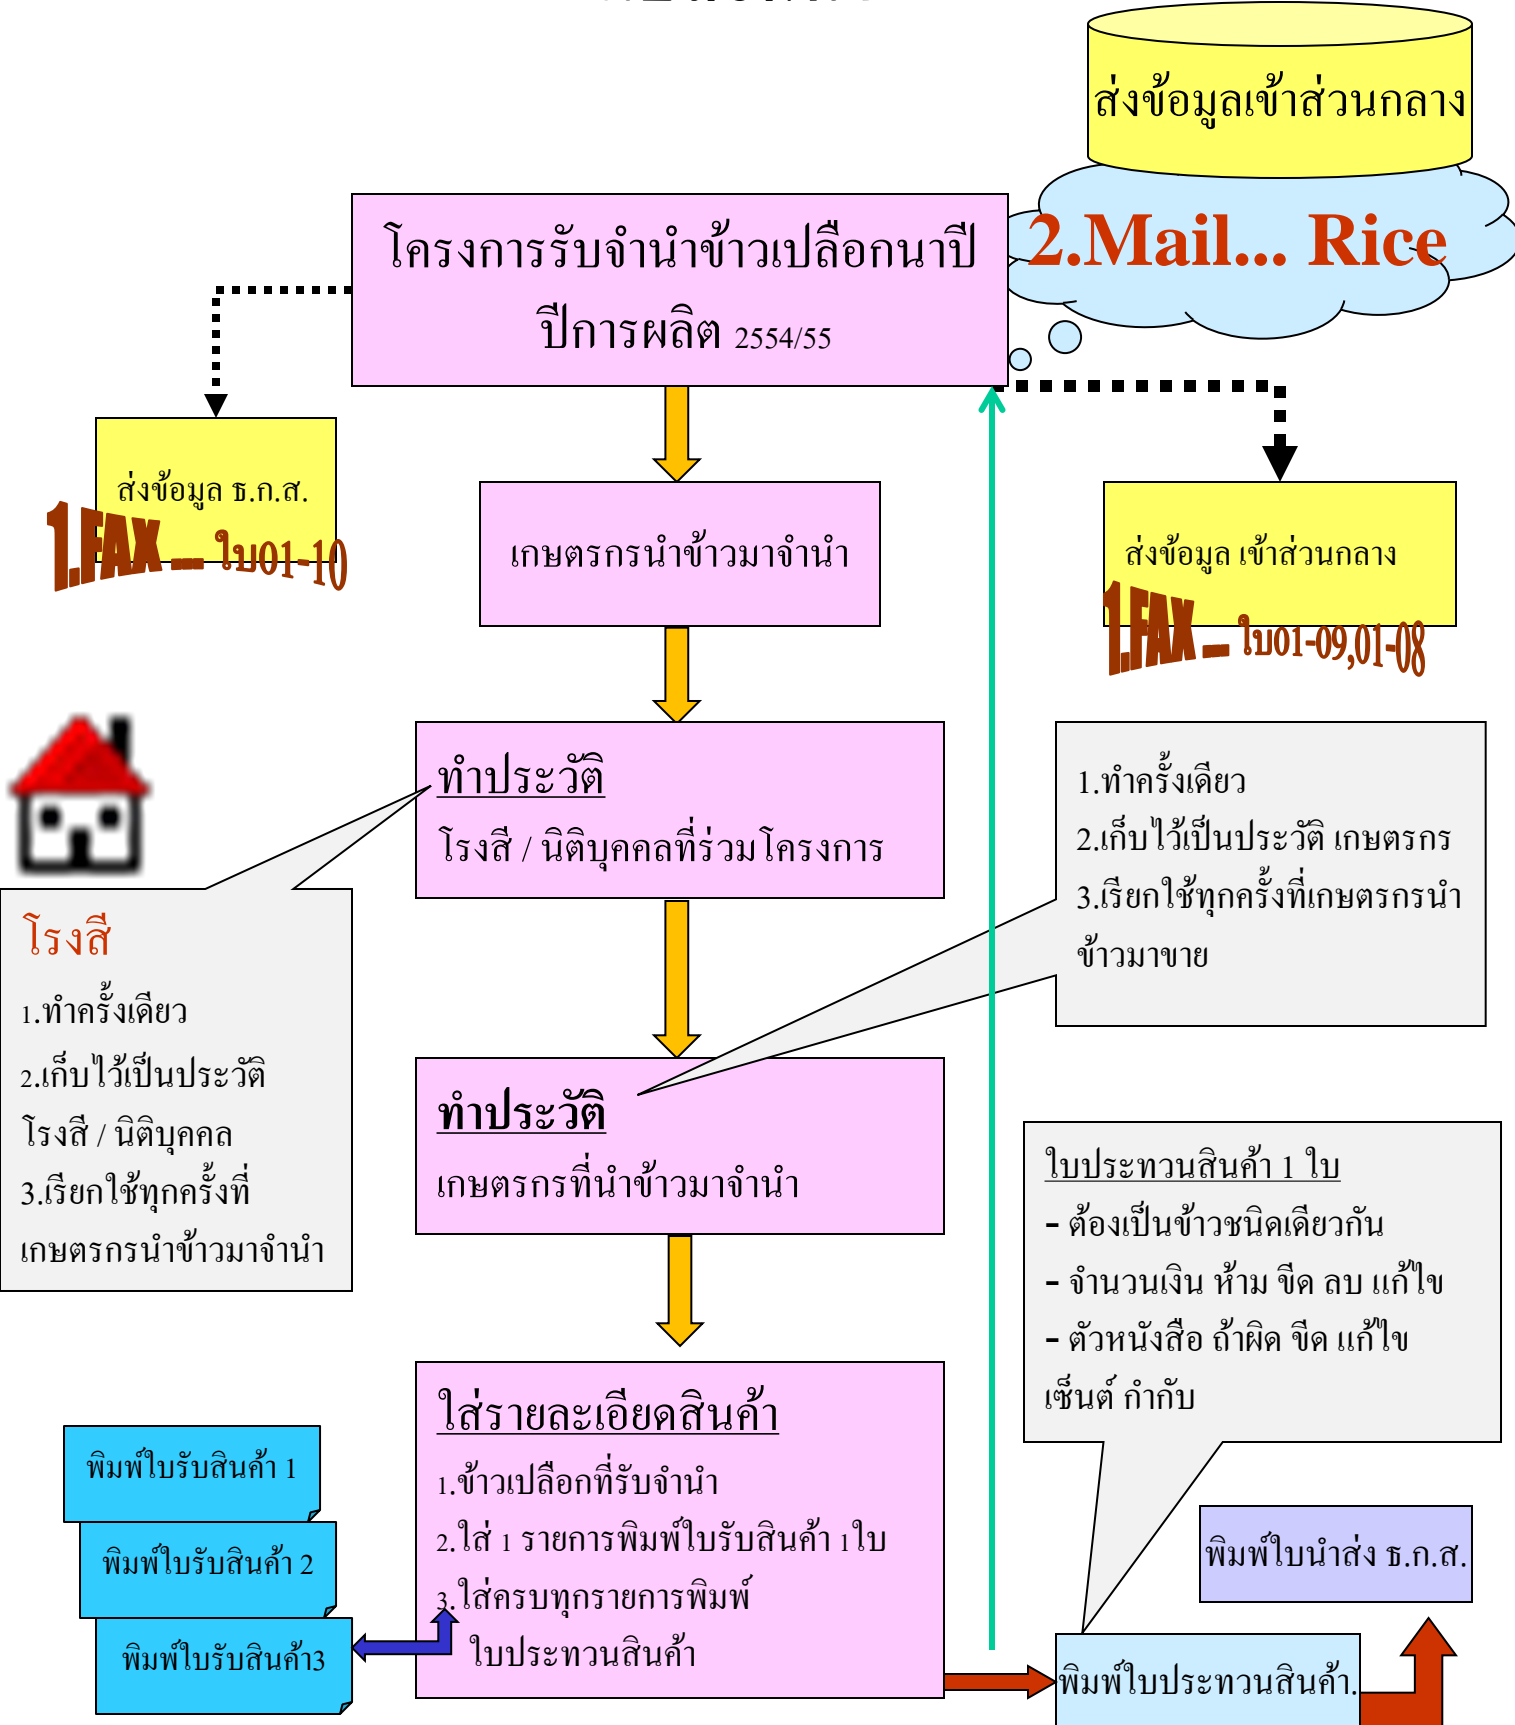 ส่งข้อมูลเข้าส่วนกลาง
2.Mail... Rice
โครงการรับจำนำข้าวเปลือกนาปี
ปีการผลิต 2554/55
ส่งข้อมูล ธ.ก.ส.
1.FAX ... ใบ01-10
เกษตรกรนำข้าวมาจำนำ
ส่งข้อมูล เข้าส่วนกลาง
1.FAX ... ใบ01-09,01-08
ทำประวัติ
โรงสี / นิติบุคคลที่ร่วมโครงการ
1.ทำครั้งเดียว
2.เก็บไว้เป็นประวัติ เกษตรกร
3.เรียกใช้ทุกครั้งที่เกษตรกรนำ
ข้าวมาขาย
โรงสี
1.ทำครั้งเดียว
2.เก็บไว้เป็นประวัติ
โรงสี / นิติบุคคล
3.เรียกใช้ทุกครั้งที่
เกษตรกรนำข้าวมาจำนำ
ทำประวัติ
เกษตรกรที่นำข้าวมาจำนำ
ใบประทวนสินค้า 1 ใบ
- ต้องเป็นข้าวชนิดเดียวกัน
- จำนวนเงิน ห้าม ขีด ลบ แก้ไข
- ตัวหนังสือ ถ้าผิด ขีด แก้ไข
เซ็นต์ กำกับ
ใส่รายละเอียดสินค้า
1.ข้าวเปลือกที่รับจำนำ
2.ใส่ 1 รายการพิมพ์ใบรับสินค้า 1ใบ
3.ใส่ครบทุกรายการพิมพ์
ใบประทวนสินค้า
พิมพ์ใบรับสินค้า 1
พิมพ์ใบรับสินค้า 2
พิมพ์ใบรับสินค้า3
พิมพ์ใบนำส่ง ธ.ก.ส.
พิมพ์ใบประทวนสินค้า.